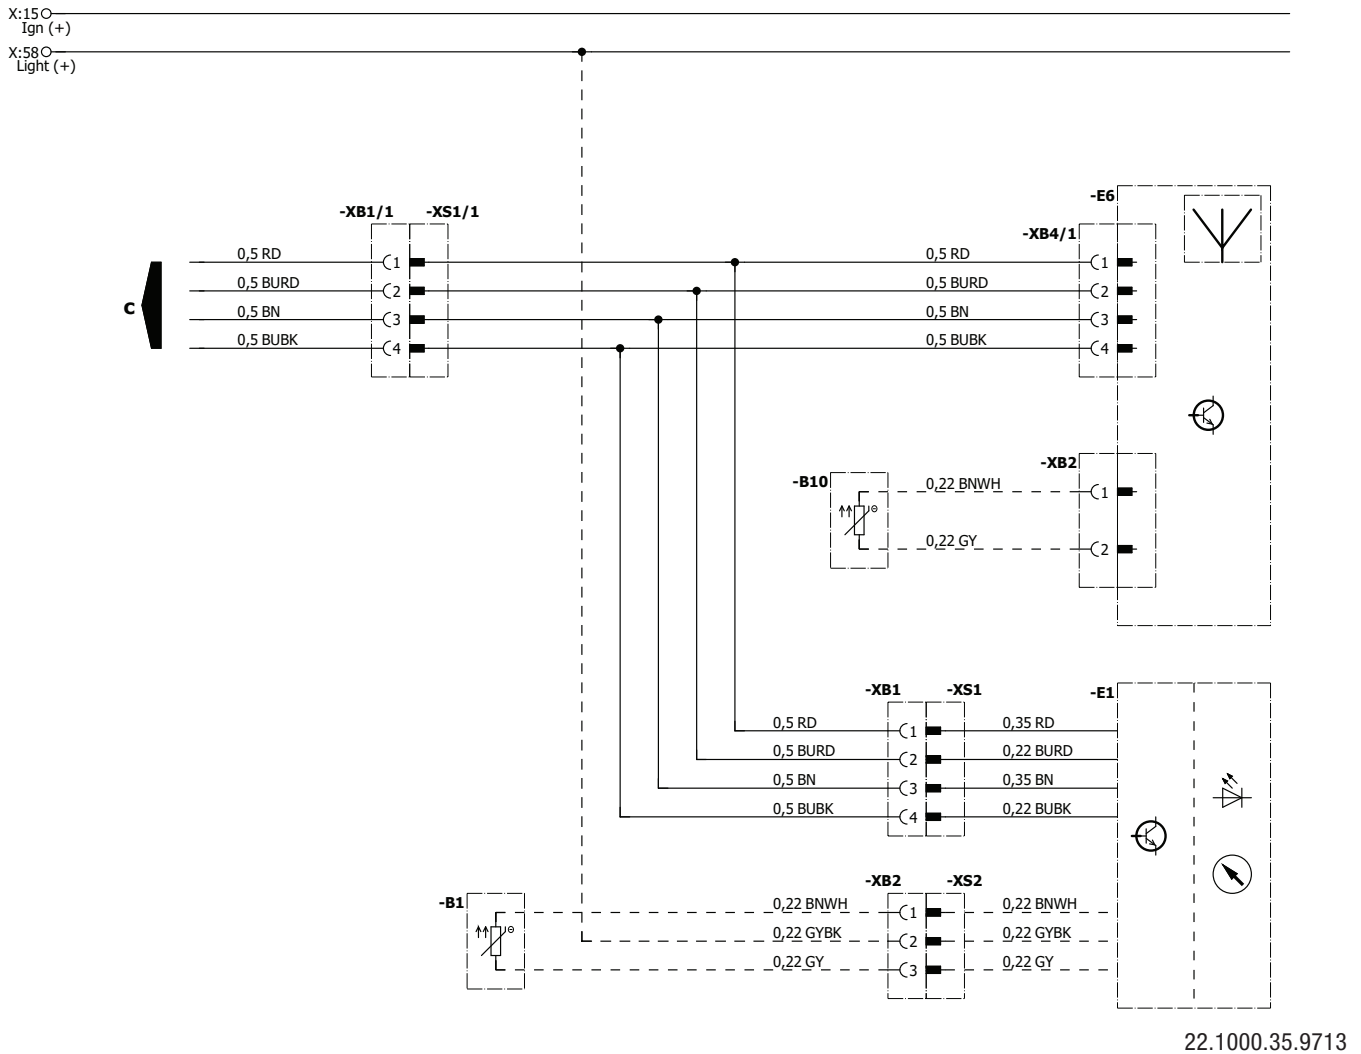 X:15
Ign (+)
X:58
Light (+)
-E6
-XB1/1 -XS1/1
-XB4/1
C
0,5 RD 1 0,5 RD 1
0,5 BURD 2 0,5 BURD 2
0,5 BN 3 0,5 BN 3
0,5 BUBK 4 0,5 BUBK 4
-XB2
-B10
0,22 BNWH 1
Θ
0,22 GY 2
-XB1 -XS1 -E1
0,5 RD 1 0,35 RD
0,5 BURD 2 0,22 BURD
0,5 BN 3 0,35 BN
0,5 BUBK 4 0,22 BUBK
-XB2 -XS2
-B1
0,22 BNWH 1 0,22 BNWH
Θ
0,22 GYBK 2 0,22 GYBK
0,22 GY 3 0,22 GY
22.1000.35.9713